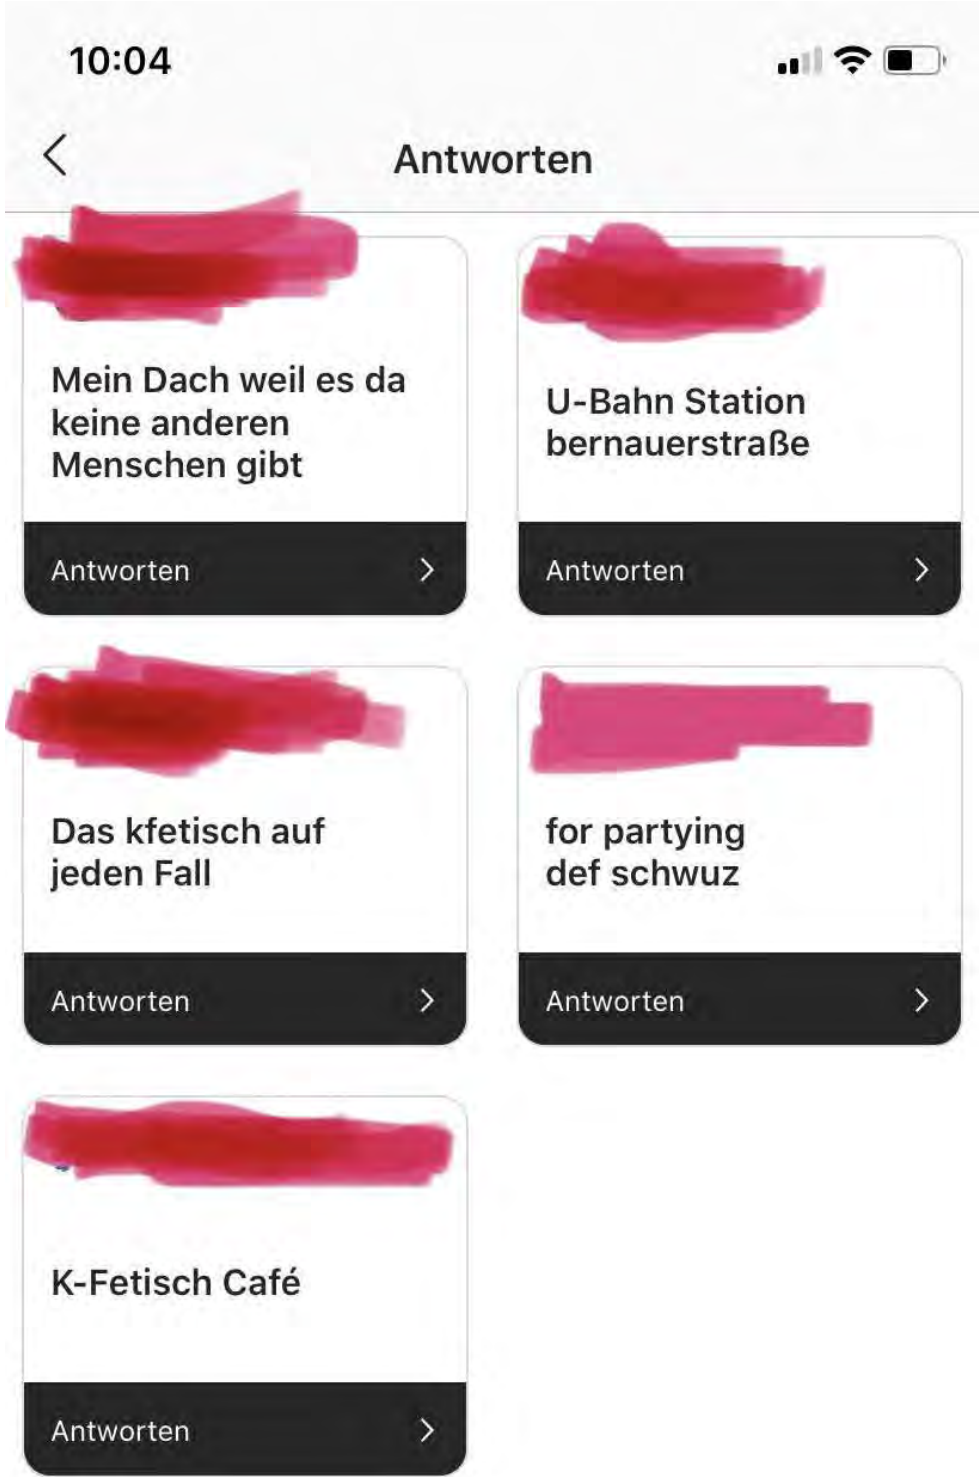 10:04
Antworten
Mein Dach weil es da
keine anderen
Menschen gibt
Antworten
U-Bahn Station
bernauerstraße
Antworten
Das kfetisch auf
jeden Fall
Antworten
for partying
def schwuz
Antworten
K-Fetisch Café
Antworten